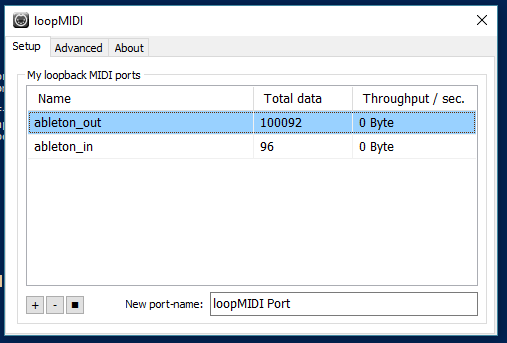 loopMIDI
Setup Advanced About
My loopback MIDI ports
Name Total data Throughput / sec.
ableton_out 100092 0 Byte
ableton_in 96 0 Byte
+ - ■ New port-name: loopMIDI Port